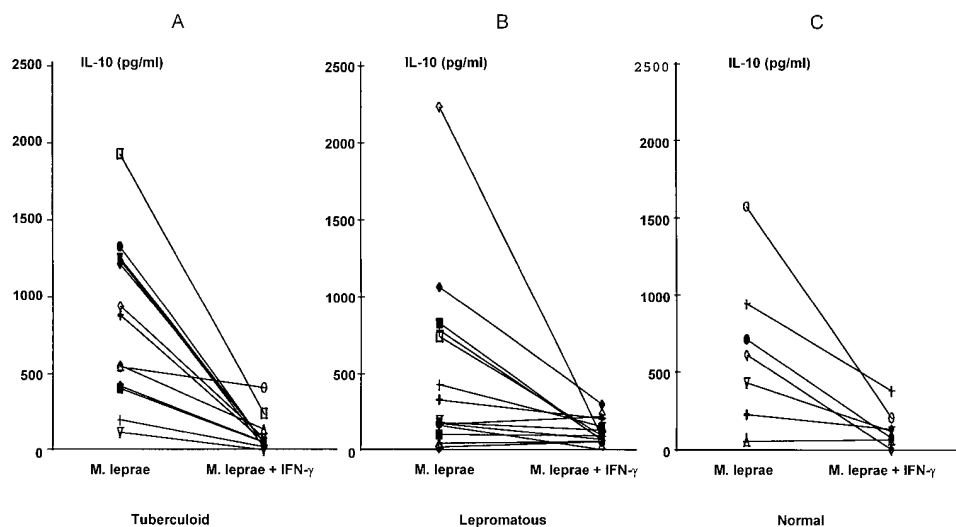 A
B
C
IL-10 (pg/ml)
IL-10 (pg/ml)
IL-10 (pg/ml)
2500
2000
1500
1000
500
0
2500
2000
1500
1000
500
0
2500
2000
1500
1000
500
0
M. leprae
M. leprae + IFN-γ
M. leprae
M. leprae + IFN-γ
M. leprae
M. leprae + IFN-γ
Tuberculoid
Lepromatous
Normal